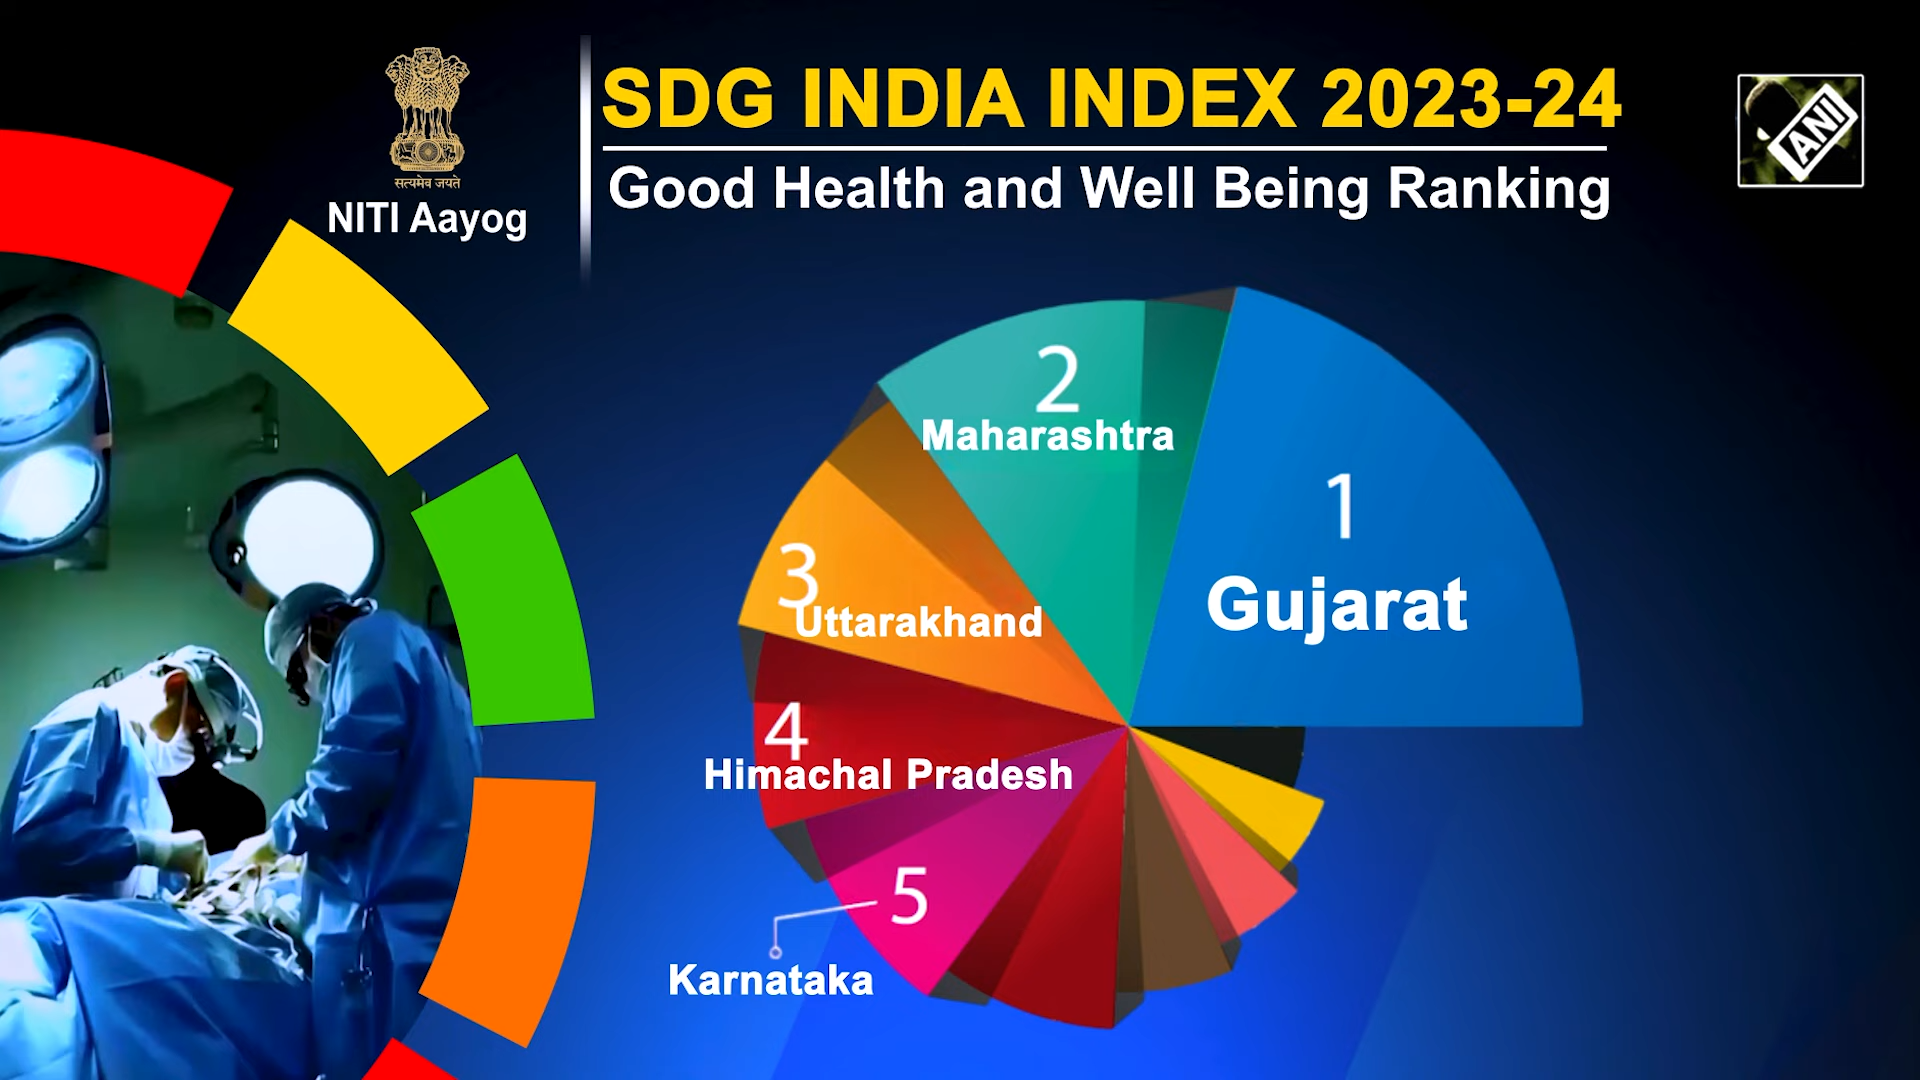 सत्यमेव जयते
NITI Aayog
SDG INDIA INDEX 2023-24
Good Health and Well Being Ranking
ANI
1
Gujarat
2
Maharashtra
3
Uttarakhand
4
Himachal Pradesh
5
Karnataka